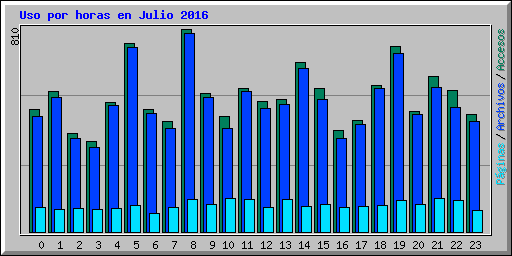 Uso por horas en Julio 2016
810
0 1 2 3 4 5 6 7 8 9 10 11 12 13 14 15 16 17 18 19 20 21 22 23
Páginas / Archivos / Accesos